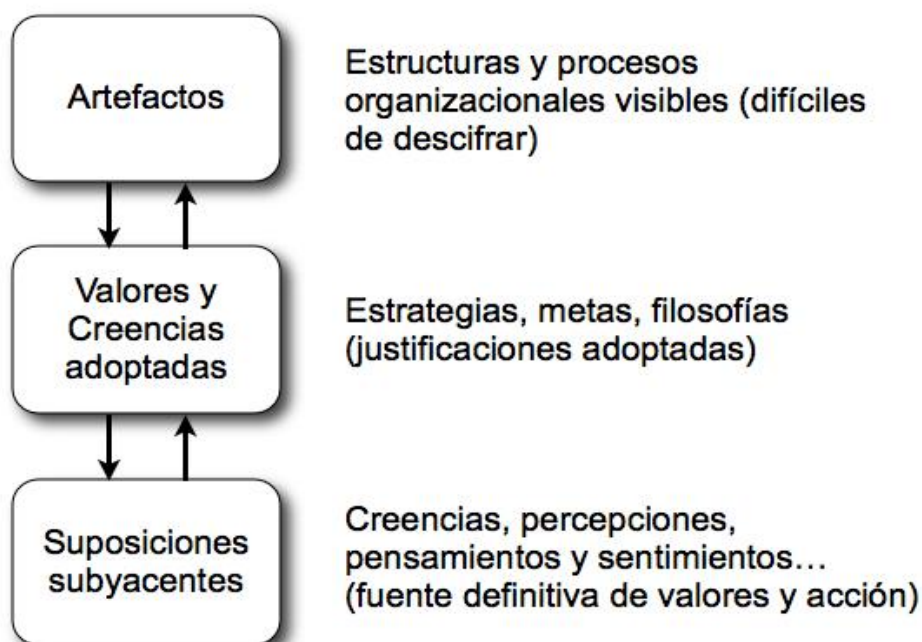 Artefactos
Estructuras y procesos
organizacionales visibles (difíciles
de descifrar)
Valores y
Creencias
adoptadas
Estrategias, metas, filosofías
(justificaciones adoptadas)
Suposiciones
subyacentes
Creencias, percepciones,
pensamientos y sentimientos…
(fuente definitiva de valores y acción)